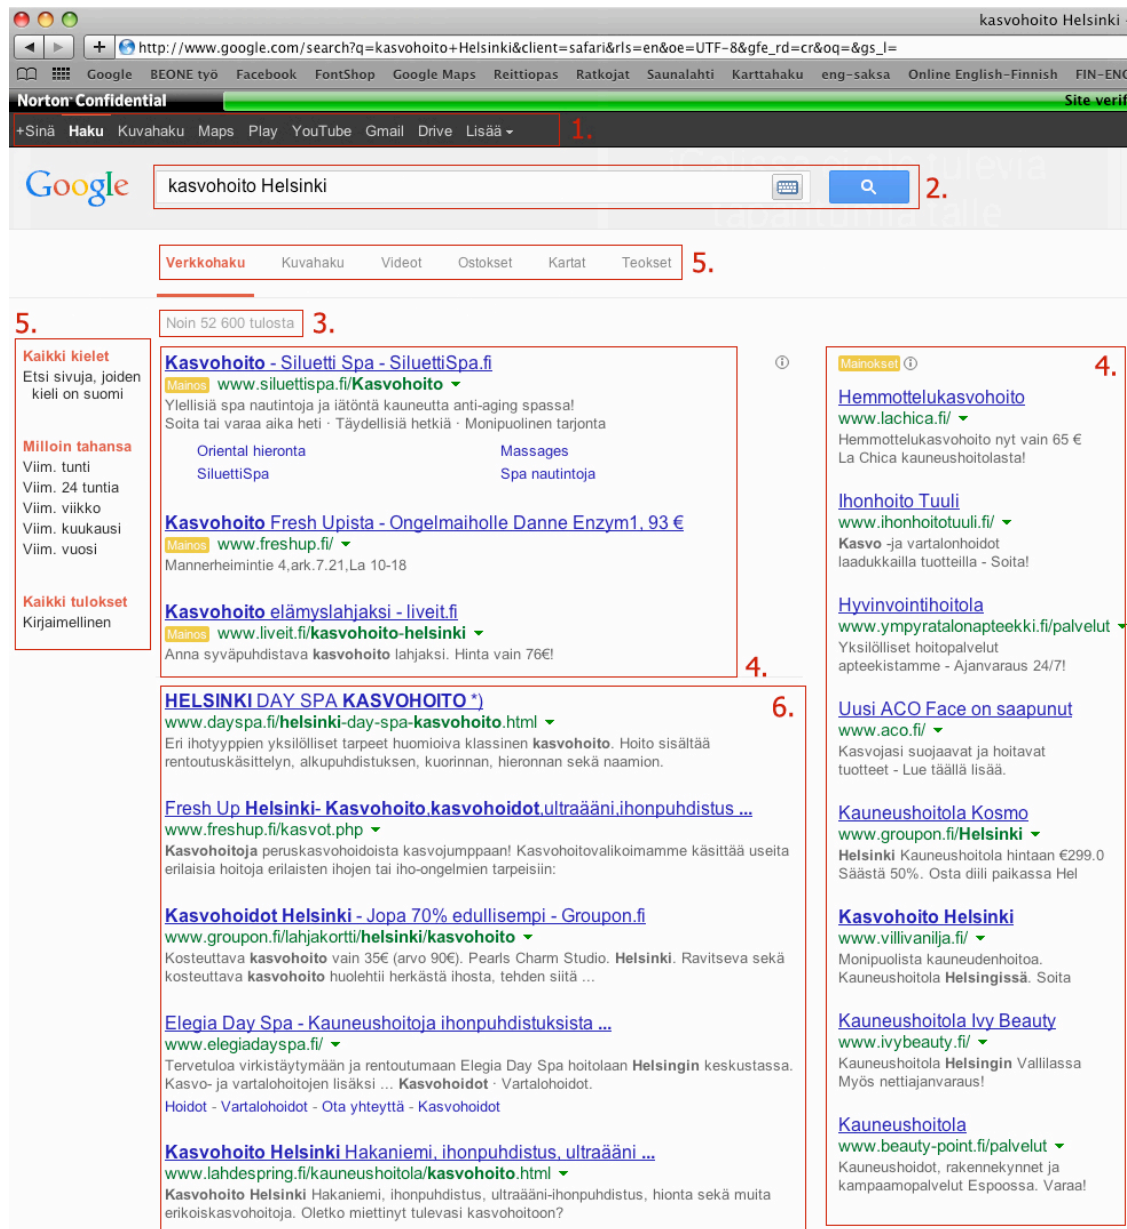 kasvohoito Helsinki -
http://www.google.com/search?q=kasvohoito+Helsinki&client=safari&rls=en&oe=UTF-8&gfe_rd=cr&oq=&gs_l=
Google BEONE työ Facebook FontShop Google Maps Reittiopas Ratkojat Saunalahti Karttahaku eng-saksa Online English-Finnish FIN-ENG
Norton Confidential Site verif
+Sinä Haku Kuvahaku Maps Play YouTube Gmail Drive Lisää 1.
Google kasvohoito Helsinki 2.
Verkkohaku Kuvahaku Videot Ostokset Kartat Teokset 5.
5. Noin 52 600 tulosta 3.
Kaikki kielet
Etsi sivuja, joiden
kieli on suomi
Milloin tahansa
Viim. tunti
Viim. 24 tuntia
Viim. viikko
Viim. kuukausi
Viim. vuosi
Kaikki tulokset
Kirjaimellinen
Kasvohoito - Siluetti Spa - SiluettiSpa.fi
Mainos www.siluettispa.fi/Kasvohoito
Ylellisiä spa nautintoja ja iätöntä kauneutta anti-aging spassa!
Soita tai varaa aika heti · Täydellisiä hetkiä · Monipuolinen tarjonta
Oriental hieronta Massages
SiluettiSpa Spa nautintoja
Kasvohoito Fresh Upista - Ongelmaiholle Danne Enzym1, 93 €
Mainos www.freshup.fi/
Mannerheimintie 4,ark.7.21,La 10-18
Kasvohoito elämyslahjaksi - liveit.fi
Mainos www.liveit.fi/kasvohoito-helsinki
Anna syväpuhdistava kasvohoito lahjaksi. Hinta vain 76€!
4.
HELSINKI DAY SPA KASVOHOITO *) 6.
www.dayspa.fi/helsinki-day-spa-kasvohoito.html
Eri ihotyyppien yksilölliset tarpeet huomioiva klassinen kasvohoito. Hoito sisältää
rentoutuskäsittelyn, alkupuhdistuksen, kuorinnan, hieronnan sekä naamion.
Fresh Up Helsinki- Kasvohoito,kasvohoidot,ultraääni,ihonpuhdistus ...
www.freshup.fi/kasvot.php
Kasvohoitoja peruskasvohoidoista kasvojumppaan! Kasvohoitovalikoimamme käsittää useita
erilaisia hoitoja erilaisten ihojen tai iho-ongelmien tarpeisiin:
Kasvohoidot Helsinki - Jopa 70% edullisempi - Groupon.fi
www.groupon.fi/lahjakortti/helsinki/kasvohoito
Kosteuttava kasvohoito vain 35€ (arvo 90€). Pearls Charm Studio. Helsinki. Ravitseva sekä
kosteuttava kasvohoito huolehtii herkästä ihosta, tehden siitä ...
Elegia Day Spa - Kauneushoitoja ihonpuhdistuksista ...
www.elegiadayspa.fi/
Tervetuloa virkistäytymään ja rentoutumaan Elegia Day Spa hoitolaan Helsingin keskustassa.
Kasvo- ja vartalohoitojen lisäksi ... Kasvohoidot · Vartalohoidot.
Hoidot - Vartalohoidot - Ota yhteyttä - Kasvohoidot
Kasvohoito Helsinki Hakaniemi, ihonpuhdistus, ultraääni ...
www.lahdespring.fi/kauneushoitola/kasvohoito.html
Kasvohoito Helsinki Hakaniemi, ihonpuhdistus, ultraääni-ihonpuhdistus, hionta sekä muita
erikoiskasvohoitoja. Oletko miettinyt tulevasi kasvohoitoon?
Mainokset 4.
Hemmottelukasvohoito
www.lachica.fi/
Hemmottelukasvohoito nyt vain 65 €
La Chica kauneushoitolasta!
Ihonhoito Tuuli
www.ihonhoitotuuli.fi/
Kasvo -ja vartalonhoidot
laadukkailla tuotteilla - Soita!
Hyvinvointihoitola
www.ympyratalonapteekki.fi/palvelut
Yksilölliset hoitopalvelut
apteekistamme - Ajanvaraus 24/7!
Uusi ACO Face on saapunut
www.aco.fi/
Kasvojasi suojaavat ja hoitavat
tuotteet - Lue täällä lisää.
Kauneushoitola Kosmo
www.groupon.fi/Helsinki
Helsinki Kauneushoitola hintaan €299.0
Säästä 50%. Osta diili paikassa Hel
Kasvohoito Helsinki
www.villivanilja.fi/
Monipuolista kauneudenhoitoa.
Kauneushoitola Helsingissä. Soita
Kauneushoitola Ivy Beauty
www.ivybeauty.fi/
Kauneushoitola Helsingin Vallilassa
Myös nettiajanvaraus!
Kauneushoitola
www.beauty-point.fi/palvelut
Kauneushoidot, rakennekynnet ja
kampaamopalvelut Espoossa. Varaa!